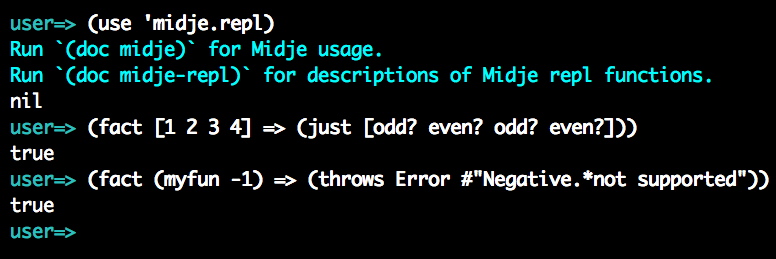 user=> (use 'midje.repl)
Run `(doc midje)` for Midje usage.
Run `(doc midje-repl)` for descriptions of Midje repl functions.
nil
user=> (fact [1 2 3 4] => (just [odd? even? odd? even?]))
true
user=> (fact (myfun -1) => (throws Error #"Negative.*not supported"))
true
user=>